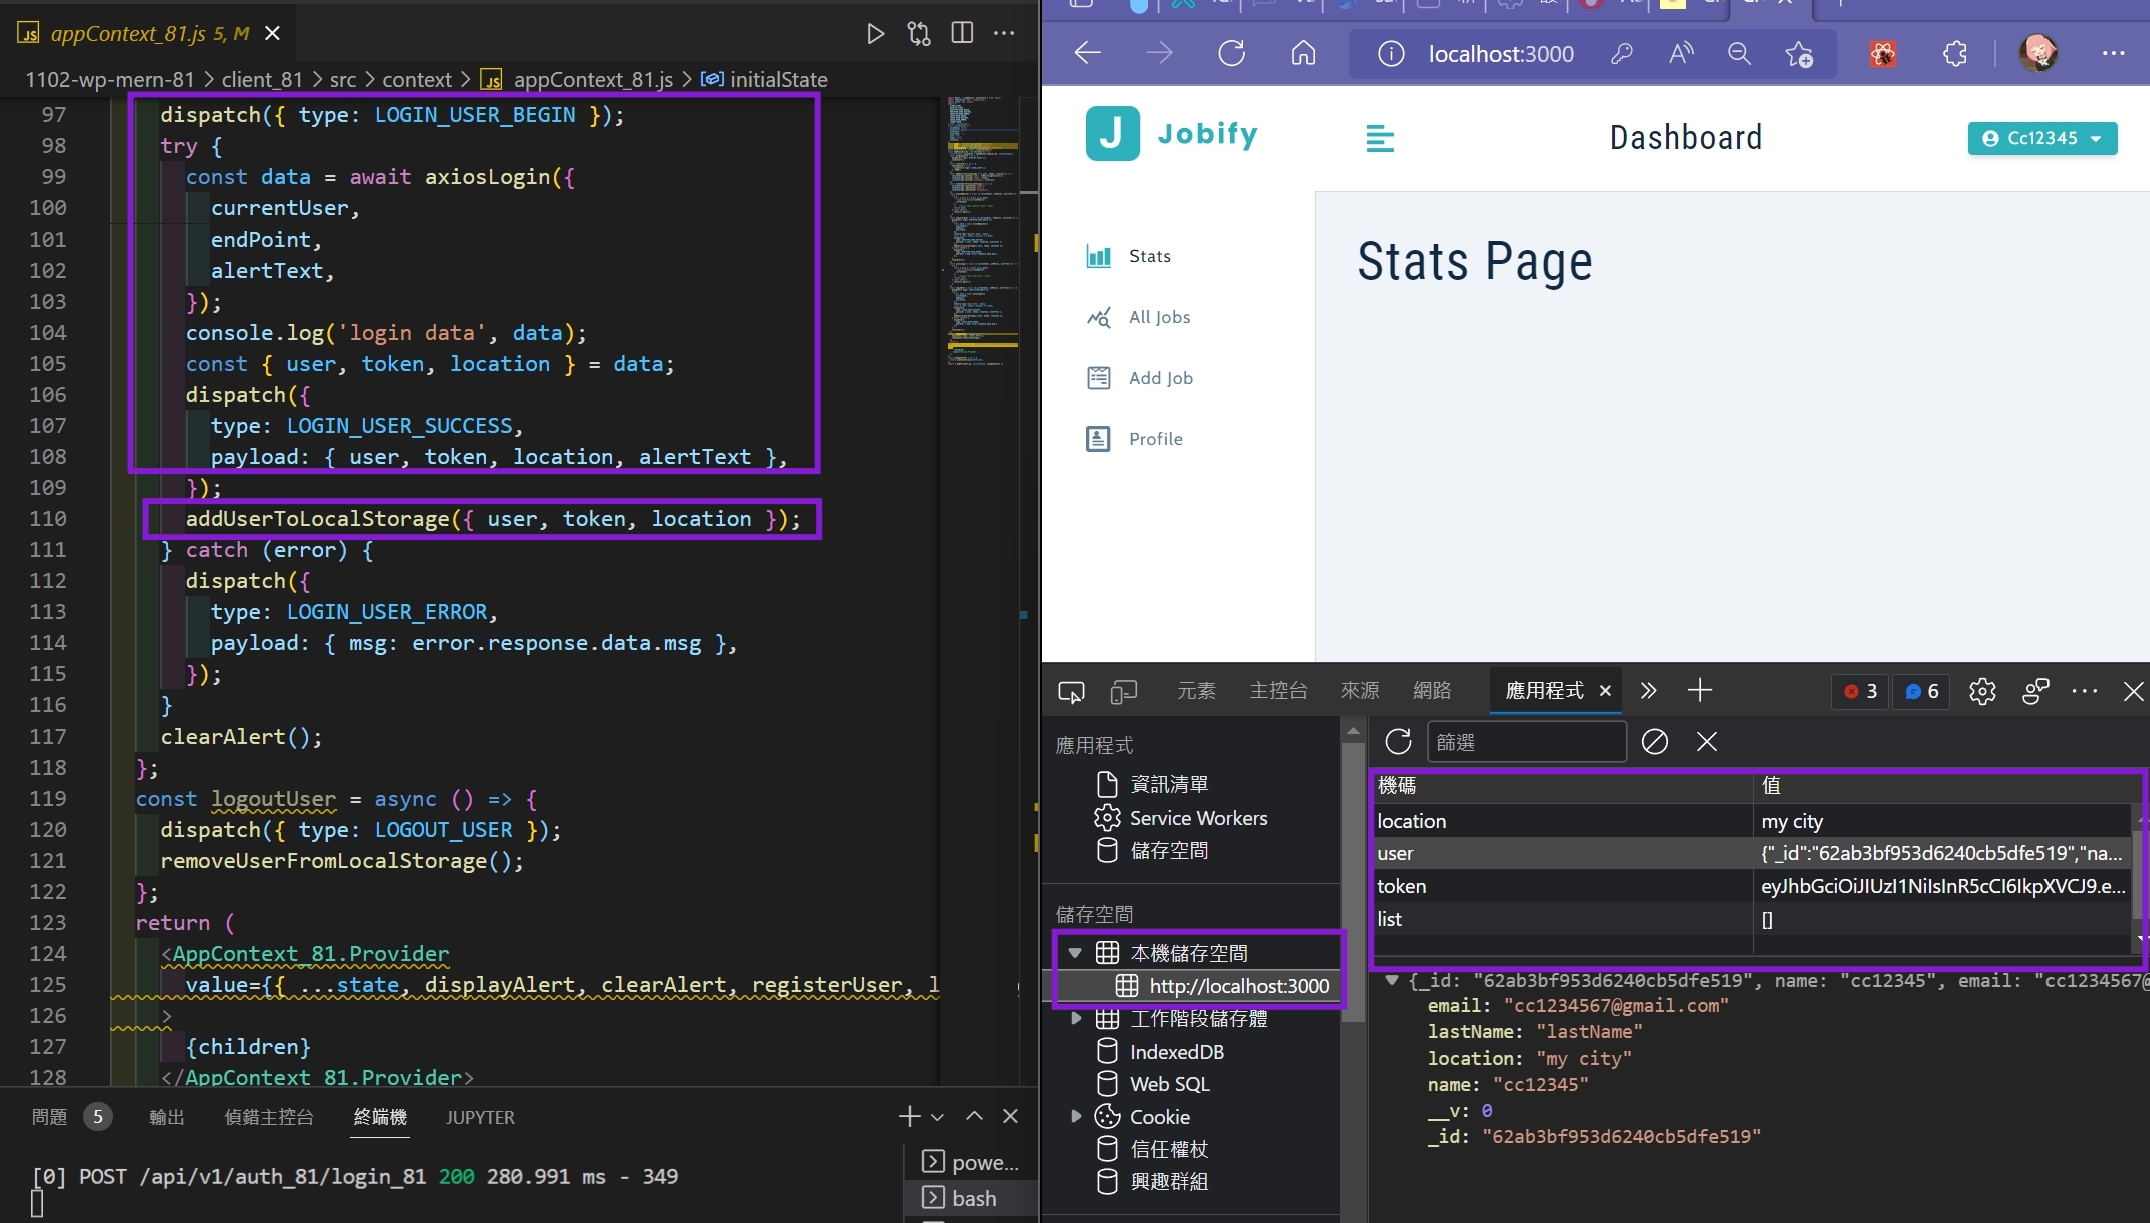 JS appContext_81.js 5, M
1102-wp-mern-81 > client_81 > src > context > JS appContext_81.js > initialState
97 dispatch({ type: LOGIN_USER_BEGIN });
98 try {
99 const data = await axiosLogin({
100 currentUser,
101 endPoint,
102 alertText,
103 });
104 console.log('login data', data);
105 const { user, token, location } = data;
106 dispatch({
107 type: LOGIN_USER_SUCCESS,
108 payload: { user, token, location, alertText },
109 });
110 addUserToLocalStorage({ user, token, location });
111 } catch (error) {
112 dispatch({
113 type: LOGIN_USER_ERROR,
114 payload: { msg: error.response.data.msg },
115 });
116 }
117 clearAlert();
118 };
119 const logoutUser = async () => {
120 dispatch({ type: LOGOUT_USER });
121 removeUserFromLocalStorage();
122 };
123 return (
124 <AppContext_81.Provider
125 value={{ ...state, displayAlert, clearAlert, registerUser, l
126 >
127 {children}
128 </AppContext_81.Provider>
問題 5 輸出 偵錯主控台 終端機 JUPYTER
[0] POST /api/v1/auth_81/login_81 200 280.991 ms - 349
powe...
bash
localhost:3000
J Jobify
Dashboard
Cc12345
Stats
All Jobs
Add Job
Profile
Stats Page
元素 主控台 來源 網路 應用程式 3 6
應用程式
資訊清單
Service Workers
儲存空間
儲存空間
本機儲存空間
http://localhost:3000
工作階段儲存體
IndexedDB
Web SQL
Cookie
信任權杖
興趣群組
篩選
機碼 值
location my city
user {"_id":"62ab3bf953d6240cb5dfe519","na...
token eyJhbGciOiJIUzI1NiIsInR5cCI6IkpXVCJ9.e...
list []
{_id: "62ab3bf953d6240cb5dfe519", name: "cc12345", email: "cc1234567@
email: "cc1234567@gmail.com"
lastName: "lastName"
location: "my city"
name: "cc12345"
__v: 0
_id: "62ab3bf953d6240cb5dfe519"